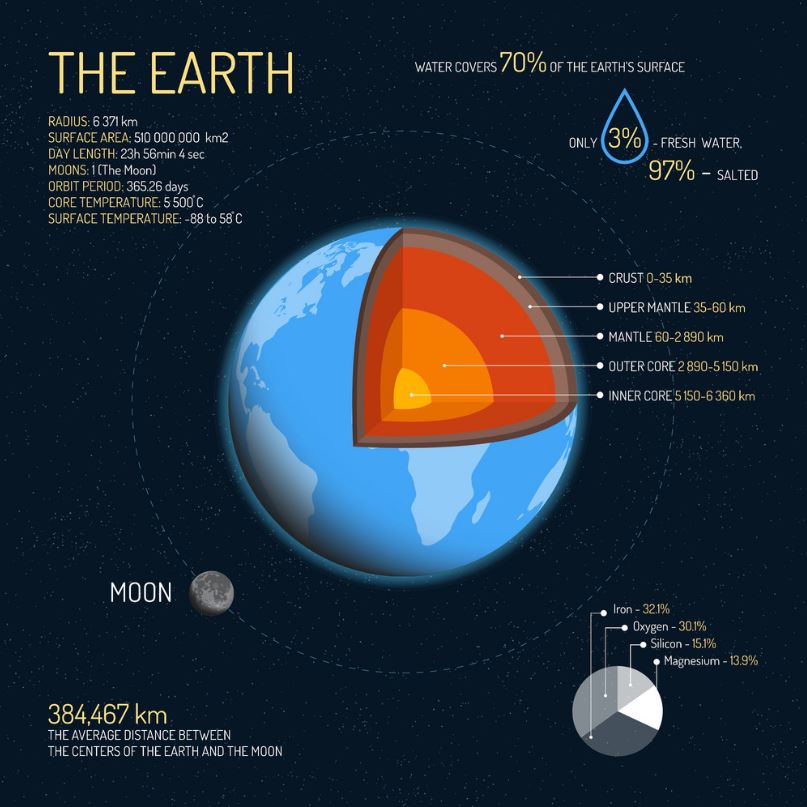 THE EARTH
RADIUS: 6 371 km
SURFACE AREA: 510 000 000 km2
DAY LENGTH: 23h 56min 4 sec
MOONS: 1 (The Moon)
ORBIT PERIOD: 365.26 days
CORE TEMPERATURE: 5 500°C
SURFACE TEMPERATURE: -88 to 58°C
WATER COVERS 70% OF THE EARTH'S SURFACE
ONLY 3% - FRESH WATER,
97% - SALTED
CRUST 0-35 km
UPPER MANTLE 35-60 km
MANTLE 60-2 890 km
OUTER CORE 2 890-5 150 km
INNER CORE 5 150-6 360 km
MOON
384,467 km
THE AVERAGE DISTANCE BETWEEN
THE CENTERS OF THE EARTH AND THE MOON
Iron - 32.1%
Oxygen - 30.1%
Silicon - 15.1%
Magnesium - 13.9%